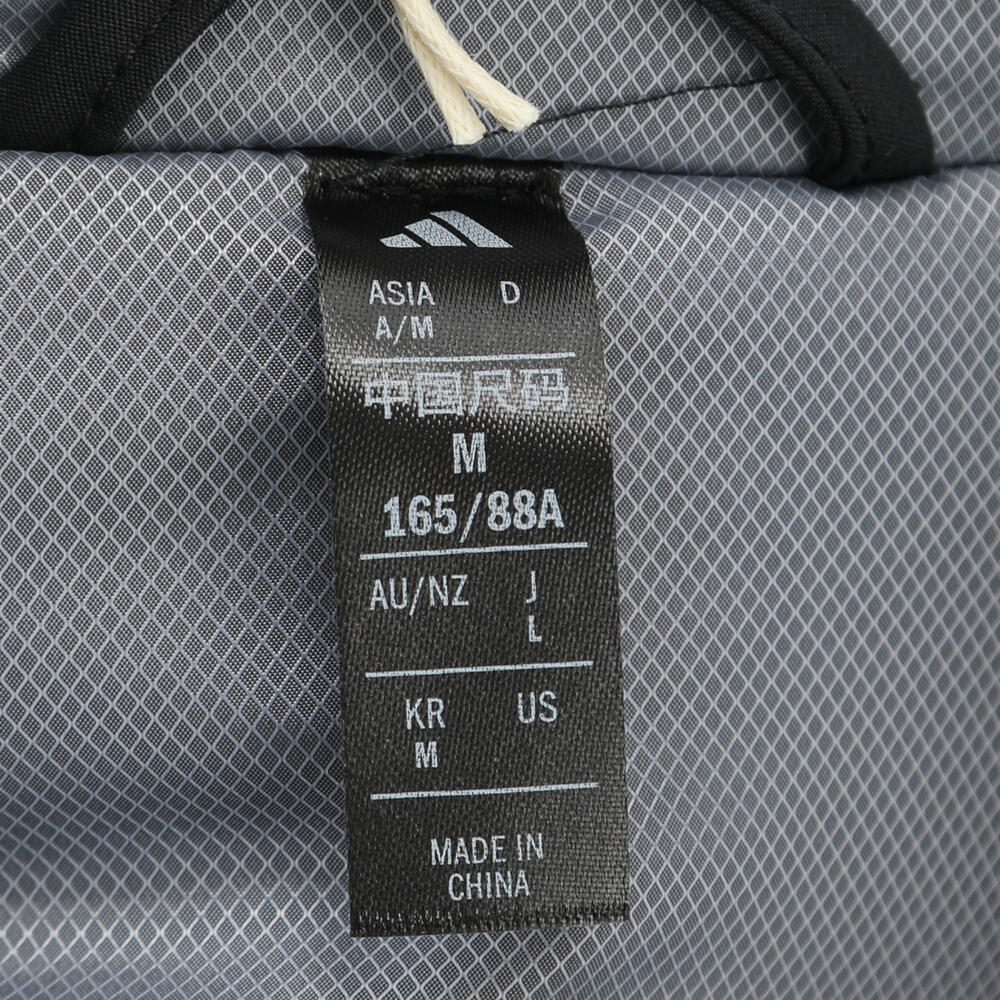 ASIA D
A/M
中国尺码
M
165/88A
AU/NZ J
L
KR US
M
MADE IN
CHINA